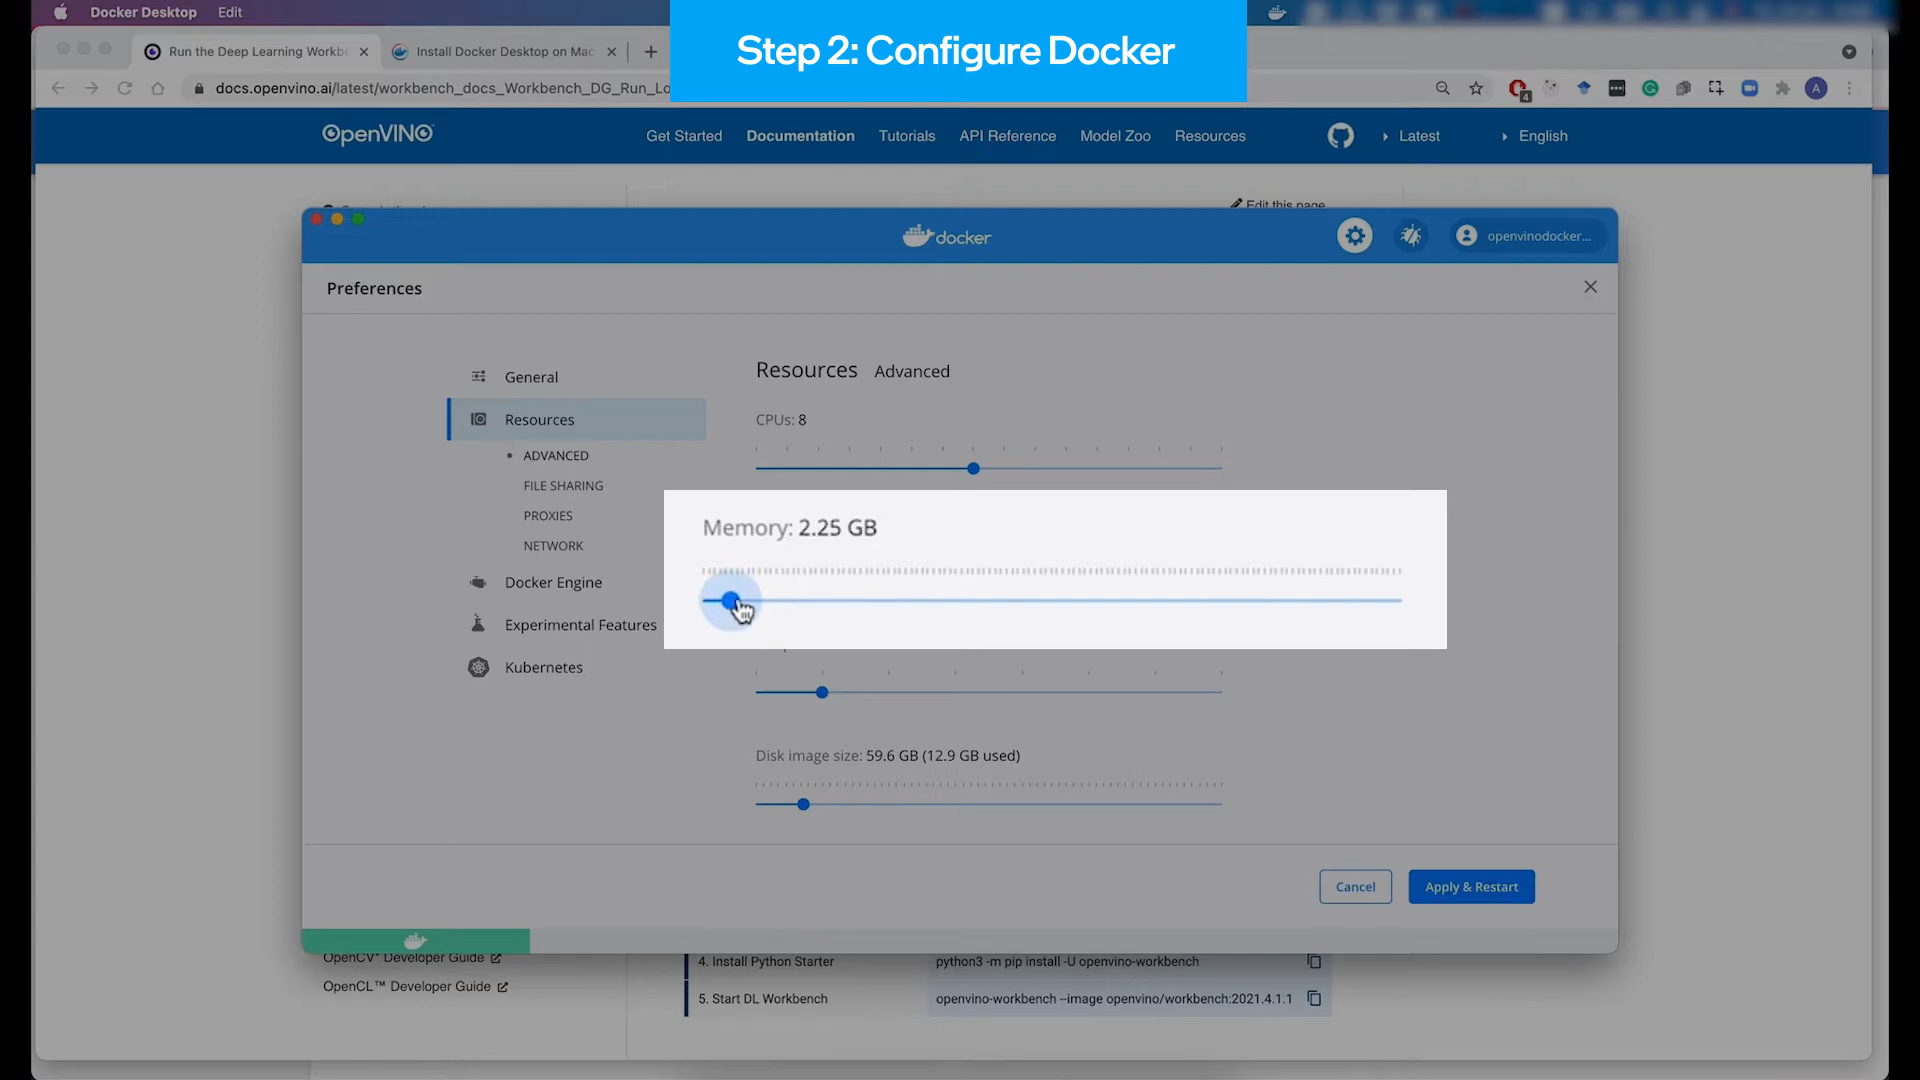 Docker Desktop Edit
Step 2: Configure Docker
Run the Deep Learning Workb
Install Docker Desktop on Mac
docs.openvino.ai/latest/workbench_docs_Workbench_DG_Run_Lo
4
A
OpenVINO
Get Started Documentation Tutorials API Reference Model Zoo Resources Latest English
Edit this page
docker
openvinodocker...
Preferences
General
Resources
ADVANCED
FILE SHARING
PROXIES
NETWORK
Docker Engine
Experimental Features
Kubernetes
Resources Advanced
CPUs: 8
Memory: 2.25 GB
Disk image size: 59.6 GB (12.9 GB used)
Cancel
Apply & Restart
OpenCV* Developer Guide
OpenCL™ Developer Guide
4. Install Python Starter python3 -m pip install -U openvino-workbench
5. Start DL Workbench openvino-workbench --image openvino/workbench:2021.4.1.1